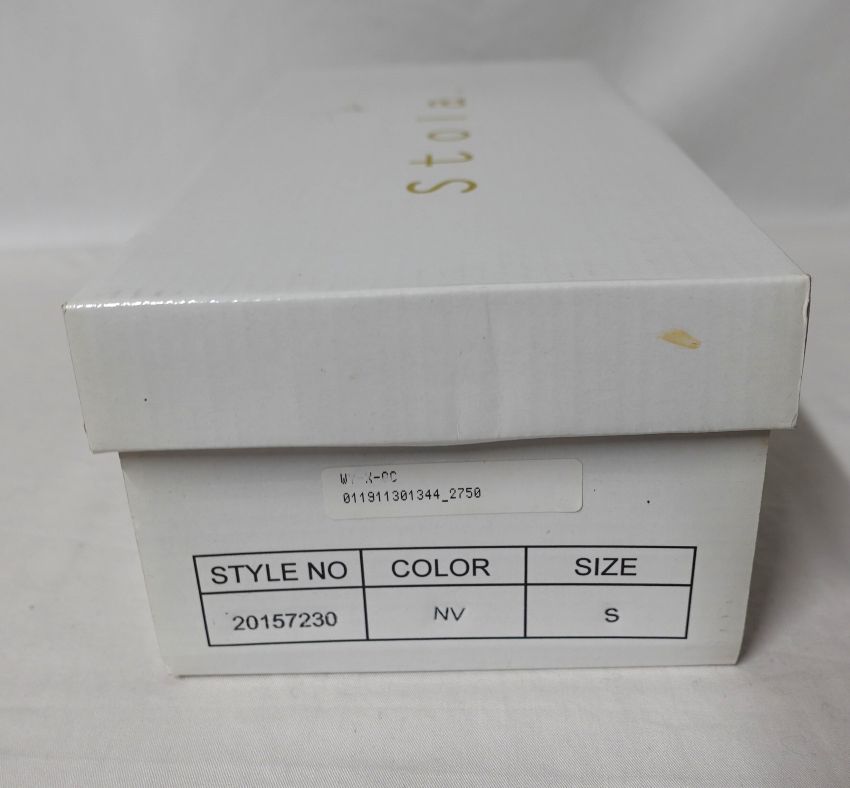 Stola.
011911301344_2750
STYLE NO COLOR SIZE
20157230 NV S